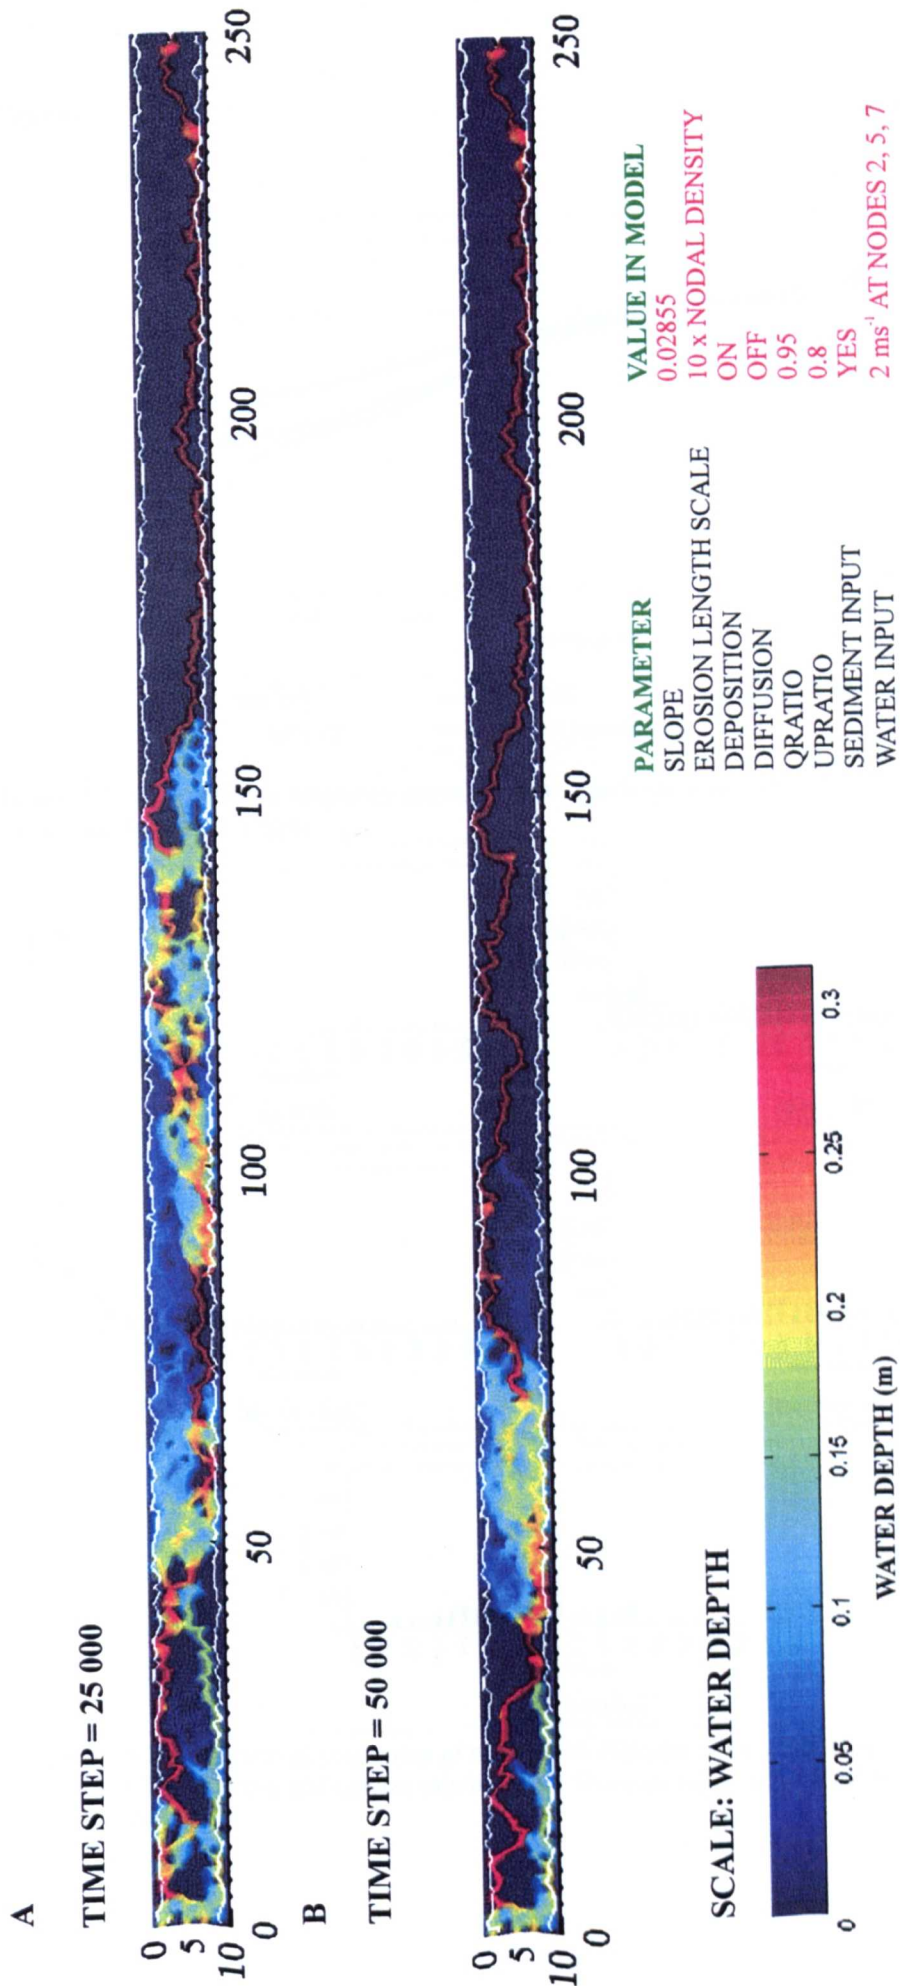 A
TIME STEP = 25 000
0
5
10
0 50 100 150 200 250
B
TIME STEP = 50 000
0
5
10
0 50 100 150 200 250
SCALE: WATER DEPTH
0 0.05 0.1 0.15 0.2 0.25 0.3
WATER DEPTH (m)
PARAMETER VALUE IN MODEL
SLOPE 0.02855
EROSION LENGTH SCALE 10 x NODAL DENSITY
DEPOSITION ON
DIFFUSION OFF
QRATIO 0.95
UPRATIO 0.8
SEDIMENT INPUT YES
WATER INPUT 2 ms⁻¹ AT NODES 2, 5, 7